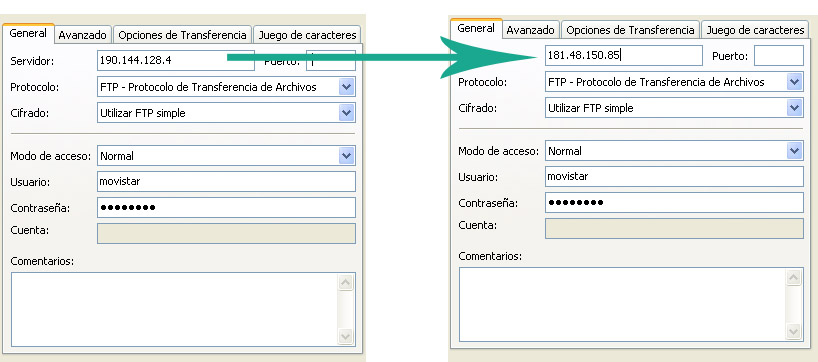 General Avanzado Opciones de Transferencia Juego de caracteres
Servidor: 190.144.128.4 Puerto:
Protocolo: FTP - Protocolo de Transferencia de Archivos
Cifrado: Utilizar FTP simple
Modo de acceso: Normal
Usuario: movistar
Contraseña: ●●●●●●●●
Cuenta:
Comentarios:
General Avanzado Opciones de Transferencia Juego de caracteres
181.48.150.85 Puerto:
Protocolo: FTP - Protocolo de Transferencia de Archivos
Cifrado: Utilizar FTP simple
Modo de acceso: Normal
Usuario: movistar
Contraseña: ●●●●●●●●
Cuenta:
Comentarios: